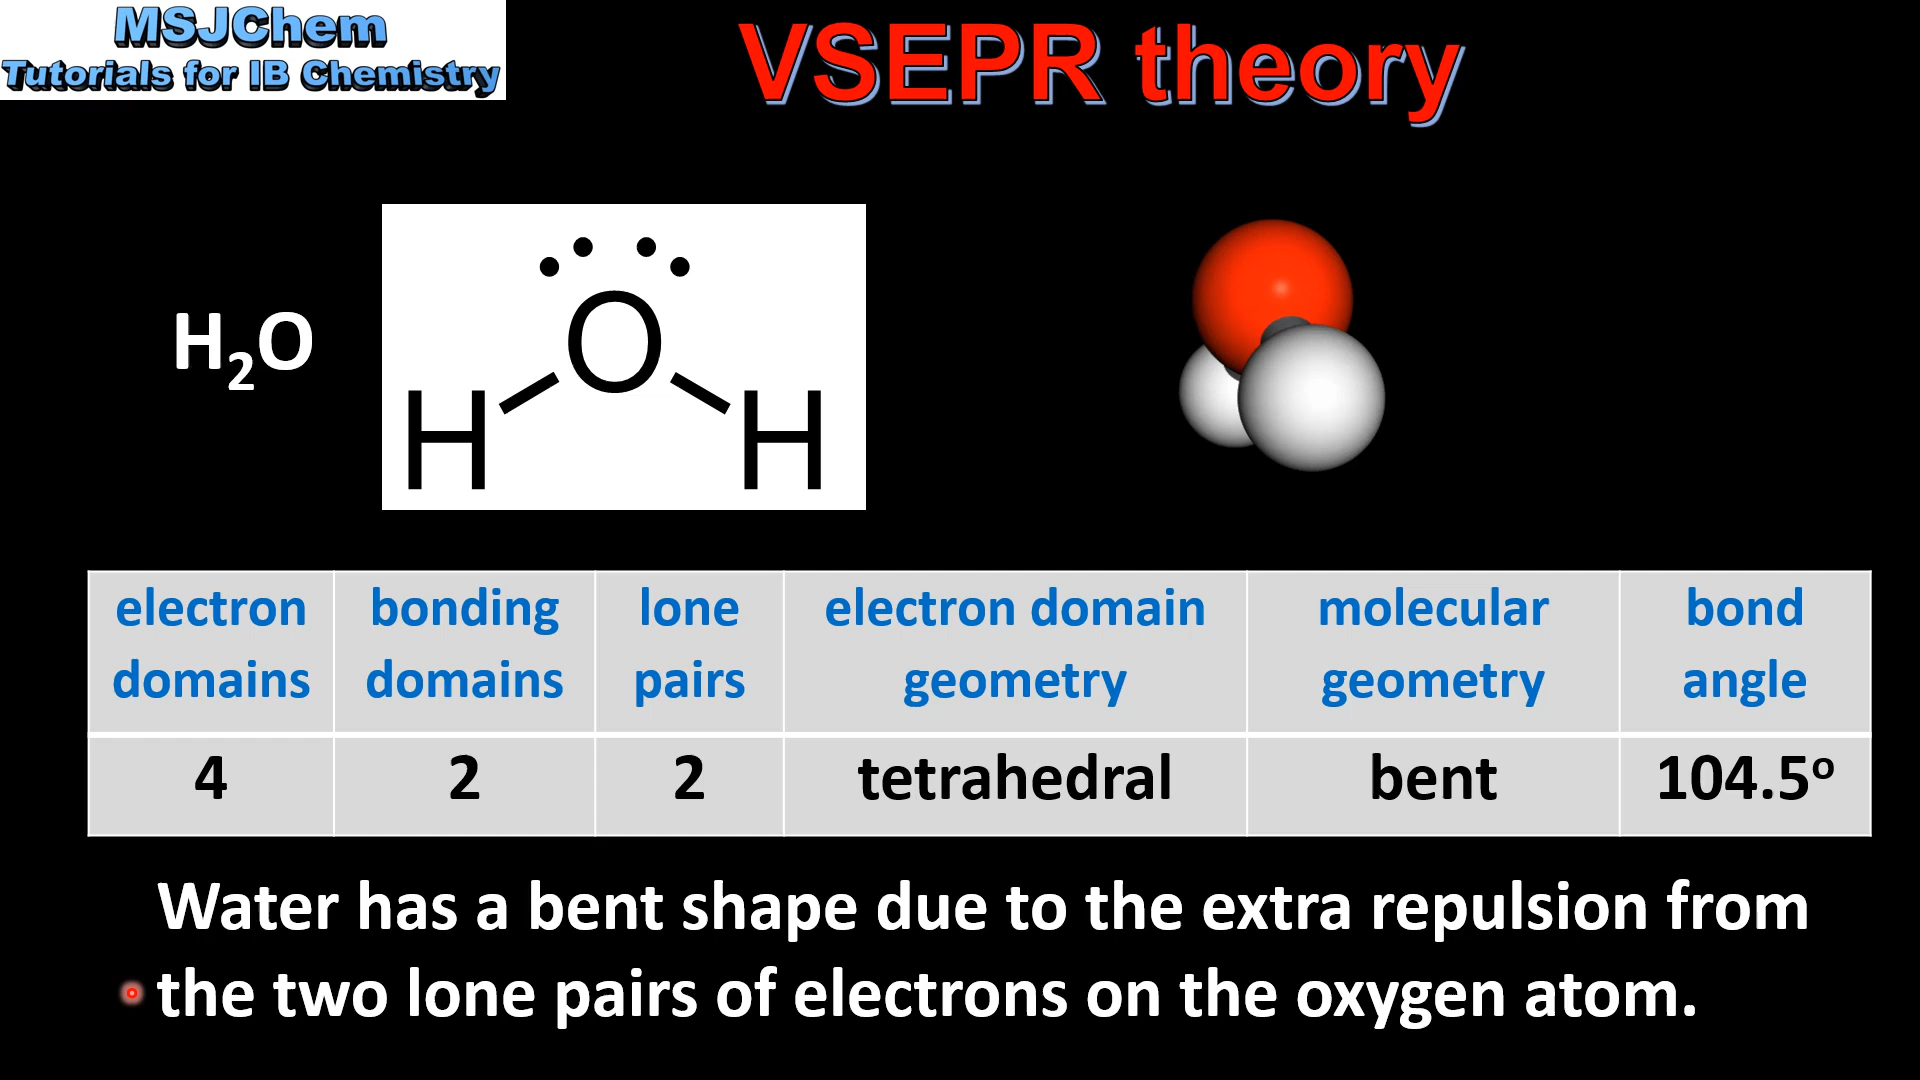 MSJChem
Tutorials for IB Chemistry
VSEPR theory
H₂O
O
H H
electron domains
bonding domains
lone pairs
electron domain geometry
molecular geometry
bond angle
4 2 2 tetrahedral bent 104.5º
Water has a bent shape due to the extra repulsion from
the two lone pairs of electrons on the oxygen atom.